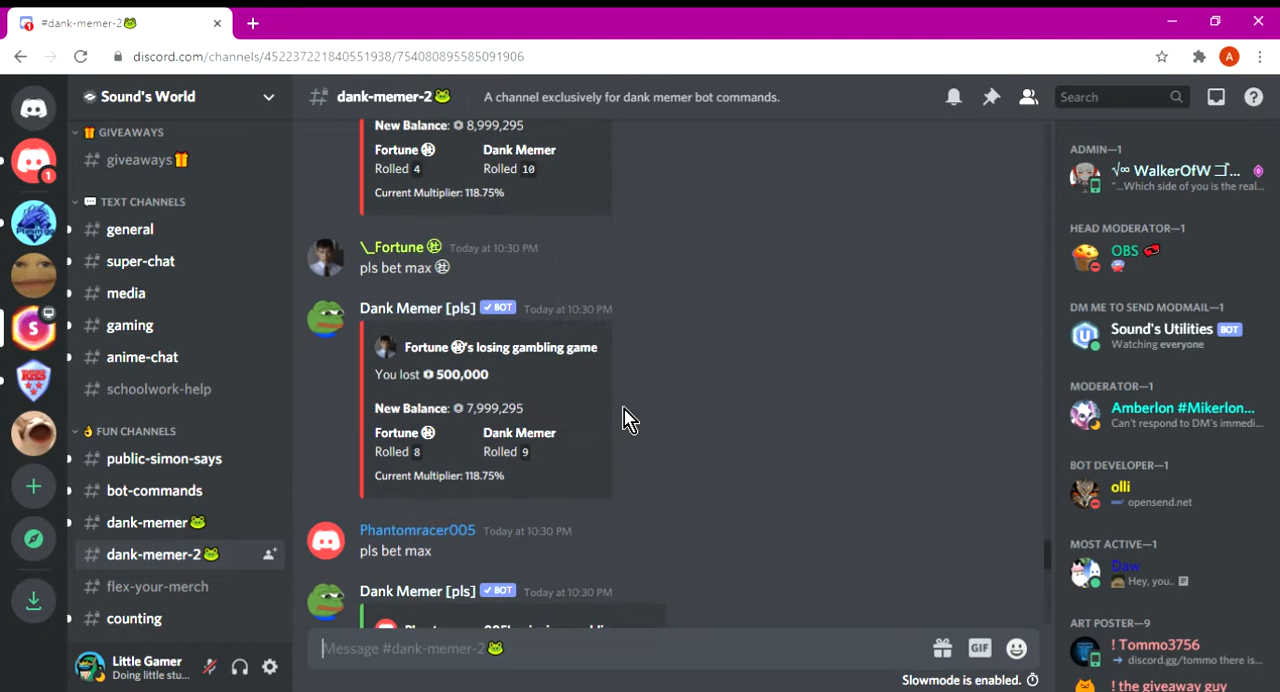 #dank-memer-2🐸
discord.com/channels/452237221840551938/754080895585091906
A
Sound's World
dank-memer-2🐸
A channel exclusively for dank memer bot commands.
Search
GIVEAWAYS
giveaways🎁
TEXT CHANNELS
general
super-chat
media
gaming
anime-chat
schoolwork-help
FUN CHANNELS
public-simon-says
bot-commands
dank-memer🐸
dank-memer-2🐸
flex-your-merch
counting
Little Gamer
Doing little stu...
1
S
New Balance: 8,999,295
Fortune Dank Memer
Rolled 4 Rolled 10
Current Multiplier: 118.75%
\_Fortune Today at 10:30 PM
pls bet max
Dank Memer [pls] ✓ BOT Today at 10:30 PM
Fortune 's losing gambling game
You lost 500,000
New Balance: 7,999,295
Fortune Dank Memer
Rolled 8 Rolled 9
Current Multiplier: 118.75%
Phantomracer005 Today at 10:30 PM
pls bet max
Dank Memer [pls] ✓ BOT Today at 10:30 PM
Message #dank-memer-2🐸
GIF
Slowmode is enabled.
ADMIN—1
√∞ WalkerOfW ゴ...
"...Which side of you is the real...
HEAD MODERATOR—1
OBS
DM ME TO SEND MODMAIL—1
Sound's Utilities BOT
Watching everyone
MODERATOR—1
Amberlon #Mikerlon...
Can't respond to DM's immedi...
BOT DEVELOPER—1
olli
opensend.net
MOST ACTIVE—1
Daw
Hey, you..
ART POSTER—9
! Tommo3756
discord.gg/tommo there is...
! the giveaway guy